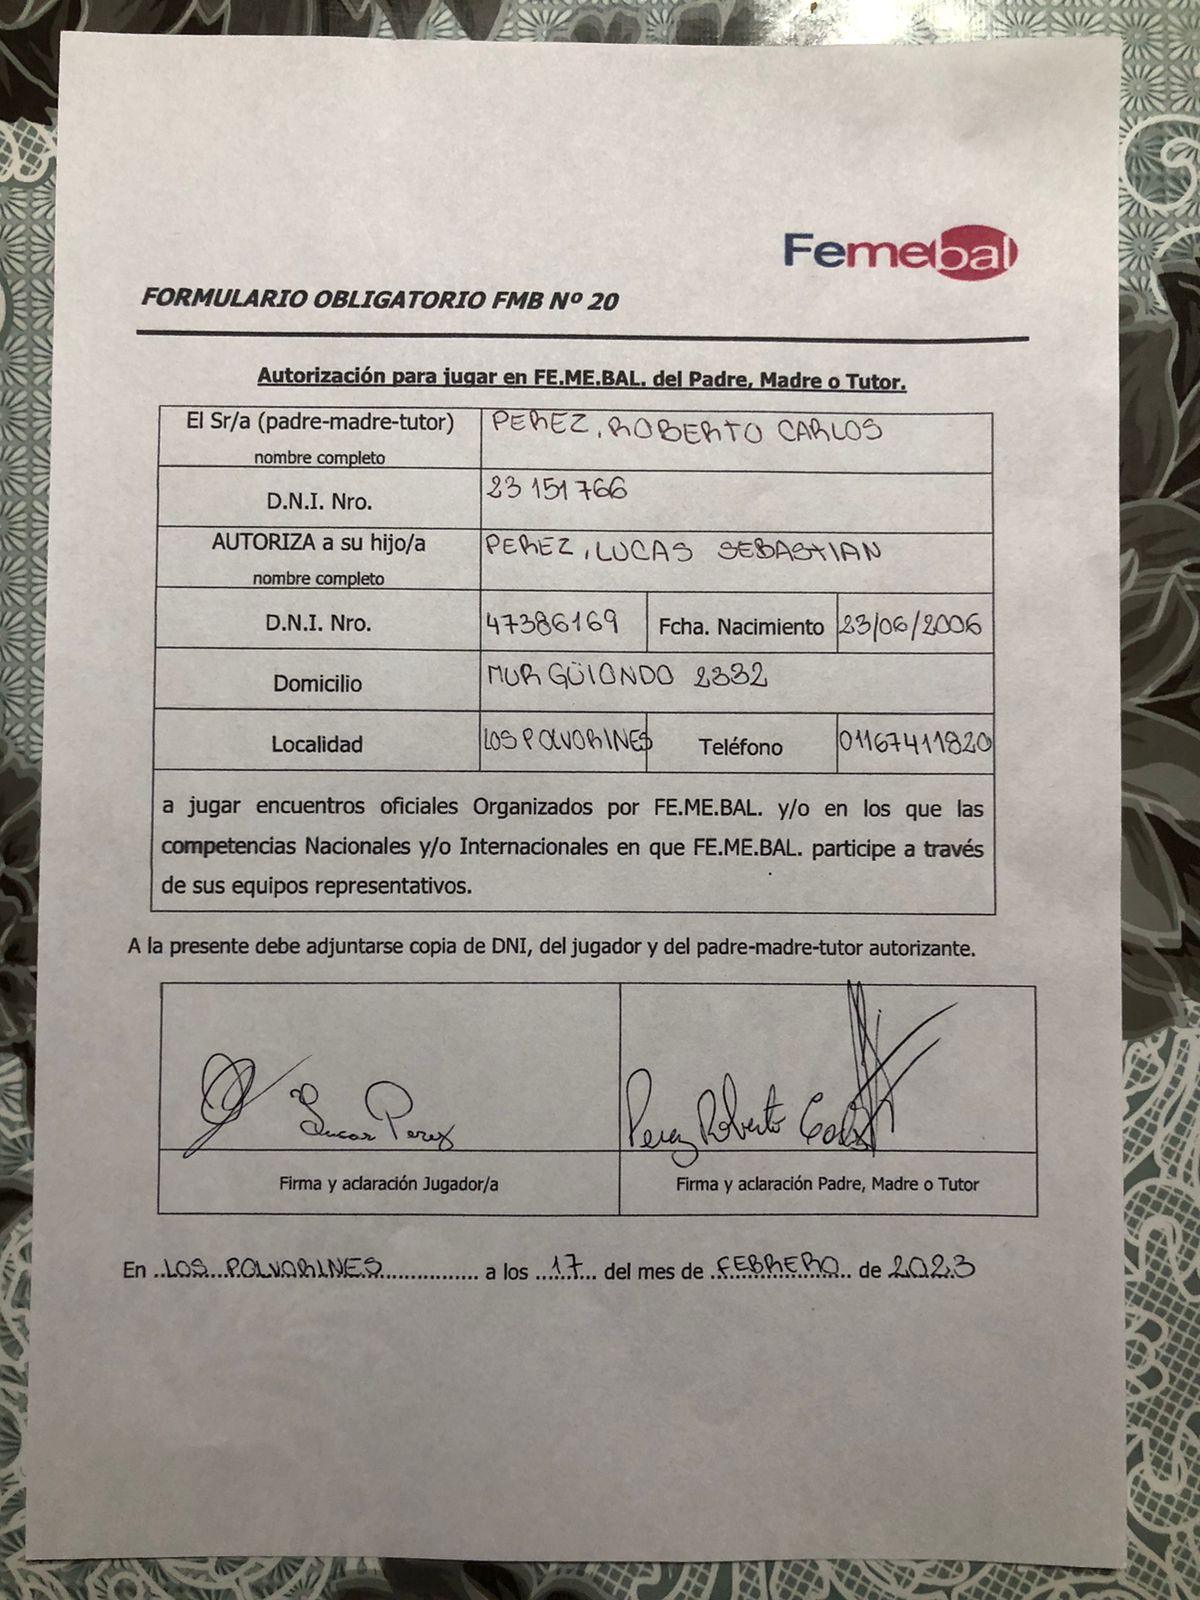 Femebal
FORMULARIO OBLIGATORIO FMB Nº 20
Autorización para jugar en FE.ME.BAL. del Padre, Madre o Tutor.
El Sr/a (padre-madre-tutor) PEREZ, ROBERTO CARLOS
nombre completo
D.N.I. Nro. 23 151 766
AUTORIZA a su hijo/a PEREZ, LUCAS SEBASTIAN
nombre completo
D.N.I. Nro. 47386169 Fcha. Nacimiento 23/06/2006
Domicilio MURGÜIONDO 2332
Localidad LOS POLVORINES Teléfono 01167411820
a jugar encuentros oficiales Organizados por FE.ME.BAL. y/o en los que las
competencias Nacionales y/o Internacionales en que FE.ME.BAL. participe a través
de sus equipos representativos.
A la presente debe adjuntarse copia de DNI, del jugador y del padre-madre-tutor autorizante.
Lucas Perez Perez Roberto Carlos
Firma y aclaración Jugador/a Firma y aclaración Padre, Madre o Tutor
En ..LOS POLVORINES.............. a los ...17... del mes de .FEBRERO.. de 2023